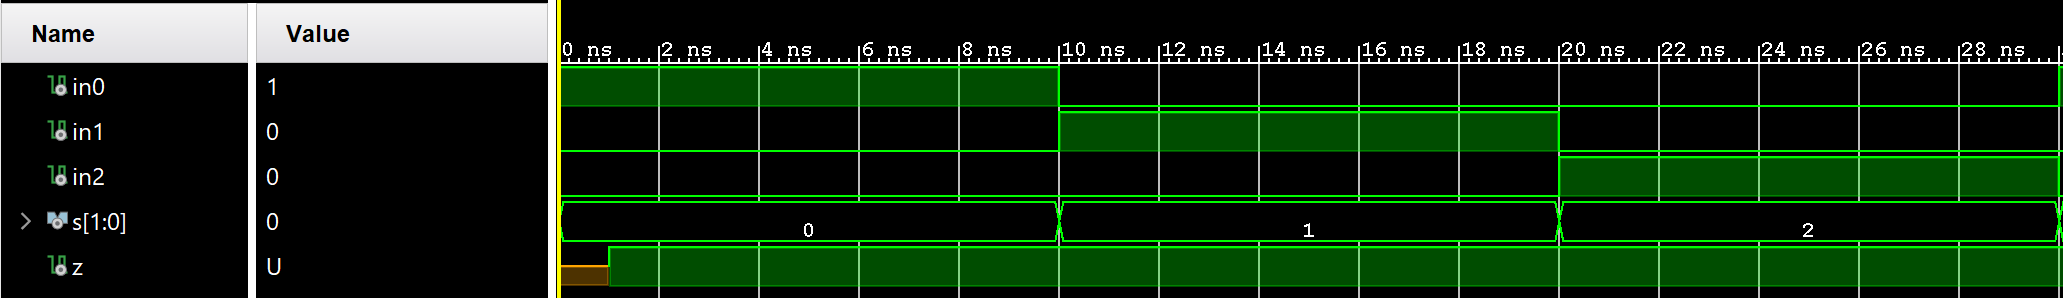 Name Value
0 ns 2 ns 4 ns 6 ns 8 ns 10 ns 12 ns 14 ns 16 ns 18 ns 20 ns 22 ns 24 ns 26 ns 28 ns
in0 1
in1 0
in2 0
s[1:0] 0 0 1 2
z U